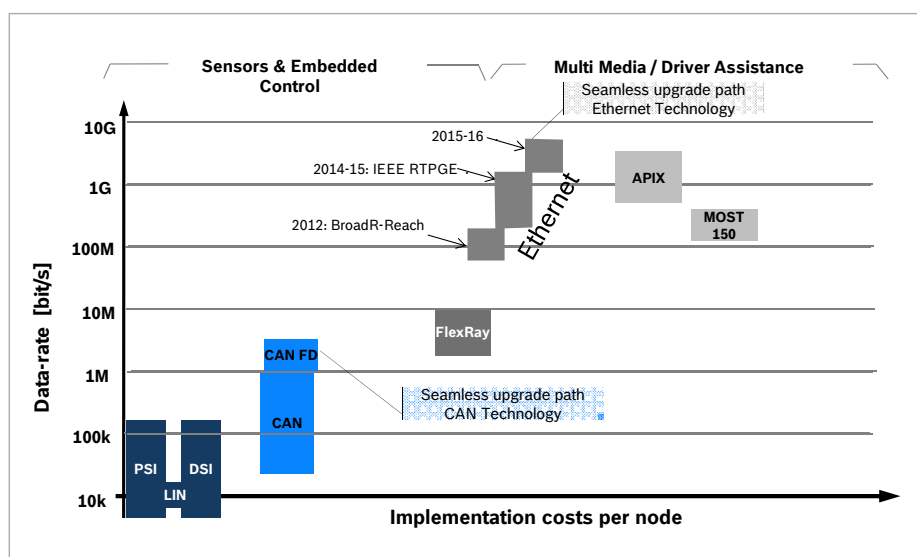 Sensors & Embedded
Control
Multi Media / Driver Assistance
Seamless upgrade path
Ethernet Technology
10G
2015-16
2014-15: IEEE RTPGE
1G
APIX
MOST
150
2012: BroadR-Reach
Ethernet
100M
10M
FlexRay
CAN FD
1M
Seamless upgrade path
CAN Technology
CAN
100k
PSI
DSI
LIN
10k
Data-rate [bit/s]
Implementation costs per node